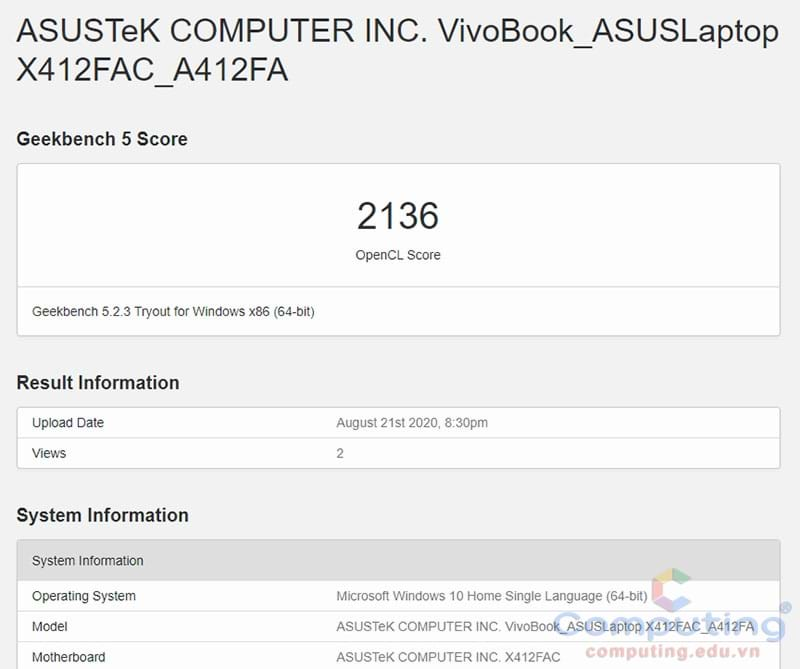 ASUSTeK COMPUTER INC. VivoBook_ASUSLaptop
X412FAC_A412FA
Geekbench 5 Score
2136
OpenCL Score
Geekbench 5.2.3 Tryout for Windows x86 (64-bit)
Result Information
Upload Date August 21st 2020, 8:30pm
Views 2
System Information
System Information
Operating System Microsoft Windows 10 Home Single Language (64-bit)
Model ASUSTeK COMPUTER INC. VivoBook_ASUSLaptop X412FAC_A412FA
Computing®
computing.edu.vn
Motherboard ASUSTeK COMPUTER INC. X412FAC